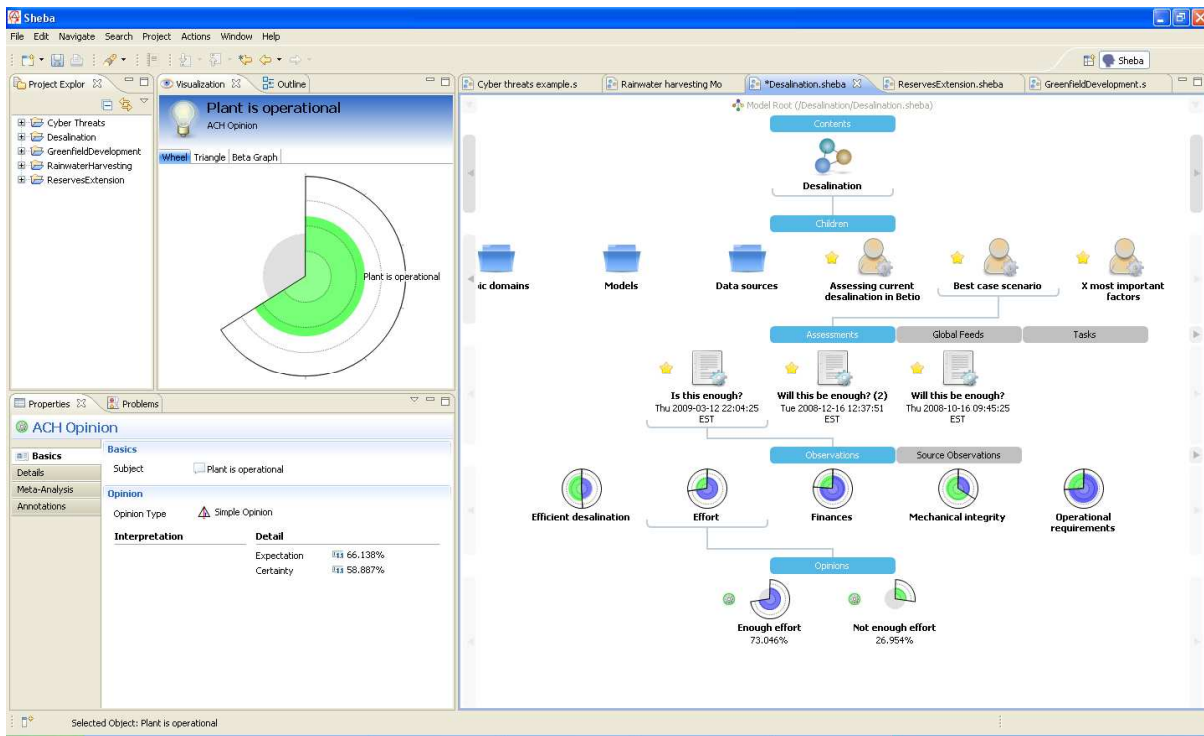 Sheba
File Edit Navigate Search Project Actions Window Help
Sheba
Project Explor
Cyber Threats
Desalination
GreenfieldDevelopment
RainwaterHarvesting
ReservesExtension
Visualization Outline
Plant is operational
ACH Opinion
Wheel Triangle Beta Graph
Plant is operational
Properties Problems
ACH Opinion
Basics
Details
Meta-Analysis
Annotations
Basics
Subject Plant is operational
Opinion
Opinion Type Simple Opinion
Interpretation Detail
Expectation 66.138%
Certainty 58.887%
Cyber threats example.s Rainwater harvesting Mo *Desalination.sheba ReservesExtension.sheba GreenfieldDevelopment.s
Model Root (/Desalination/Desalination.sheba)
Contents
Desalination
Children
ic domains Models Data sources Assessing current Best case scenario X most important
desalination in Betio factors
Assessments Global Feeds Tasks
Is this enough? Will this be enough? (2) Will this be enough?
Thu 2009-03-12 22:04:25 Tue 2008-12-16 12:37:51 Thu 2008-10-16 09:45:25
EST EST EST
Observations Source Observations
Efficient desalination Effort Finances Mechanical integrity Operational
requirements
Opinions
Enough effort Not enough effort
73.046% 26.954%
Selected Object: Plant is operational